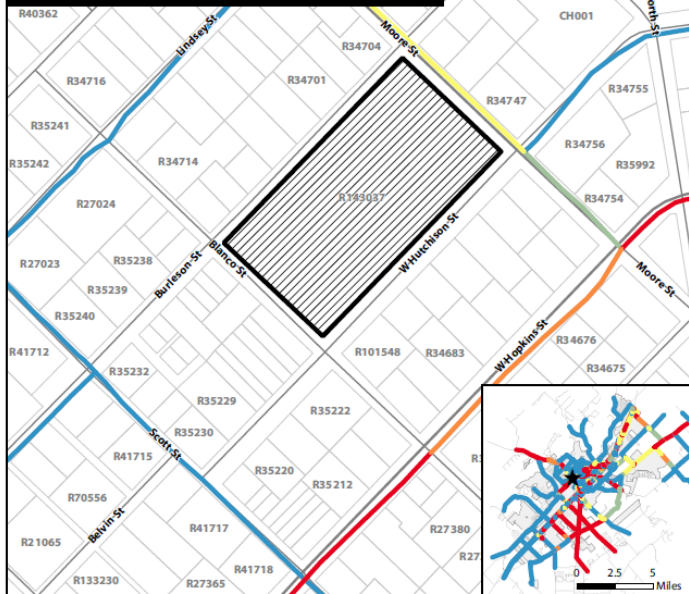 R40362
Lindsey St
R34704
Moore St
CH001
orth St
R34716
R34701
R34747
R34755
R35241
R34756
R35242
R34714
R35992
R27024
R143037
R34754
W Hutchison St
Blanco St
R27023
R35238
Burleson St
R35239
Moore St
R35240
W Hopkins St
R41712
R101548
R34683
R34676
R34675
R35232
R35229
R35222
R35230
Scott St
R41715
R35220
R35212
R70556
Belvin St
R41717
R27380
R21065
R41718
R133230
R27365
0 2.5 5
Miles